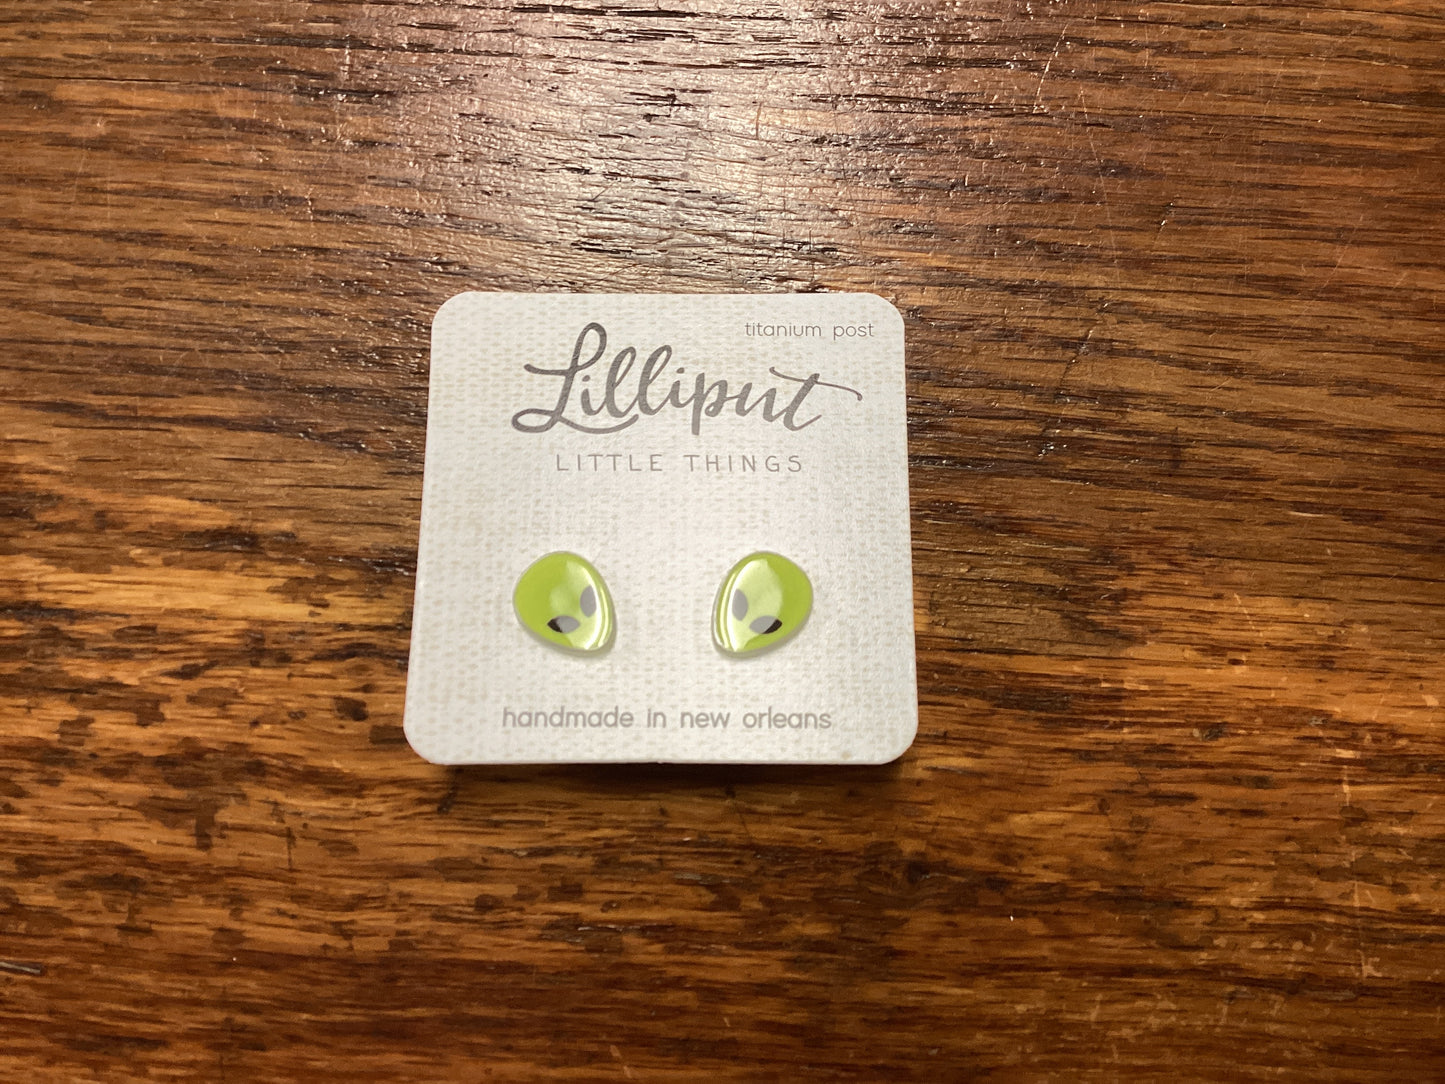 titanium post
Lilliput
LITTLE THINGS
handmade in new orleans